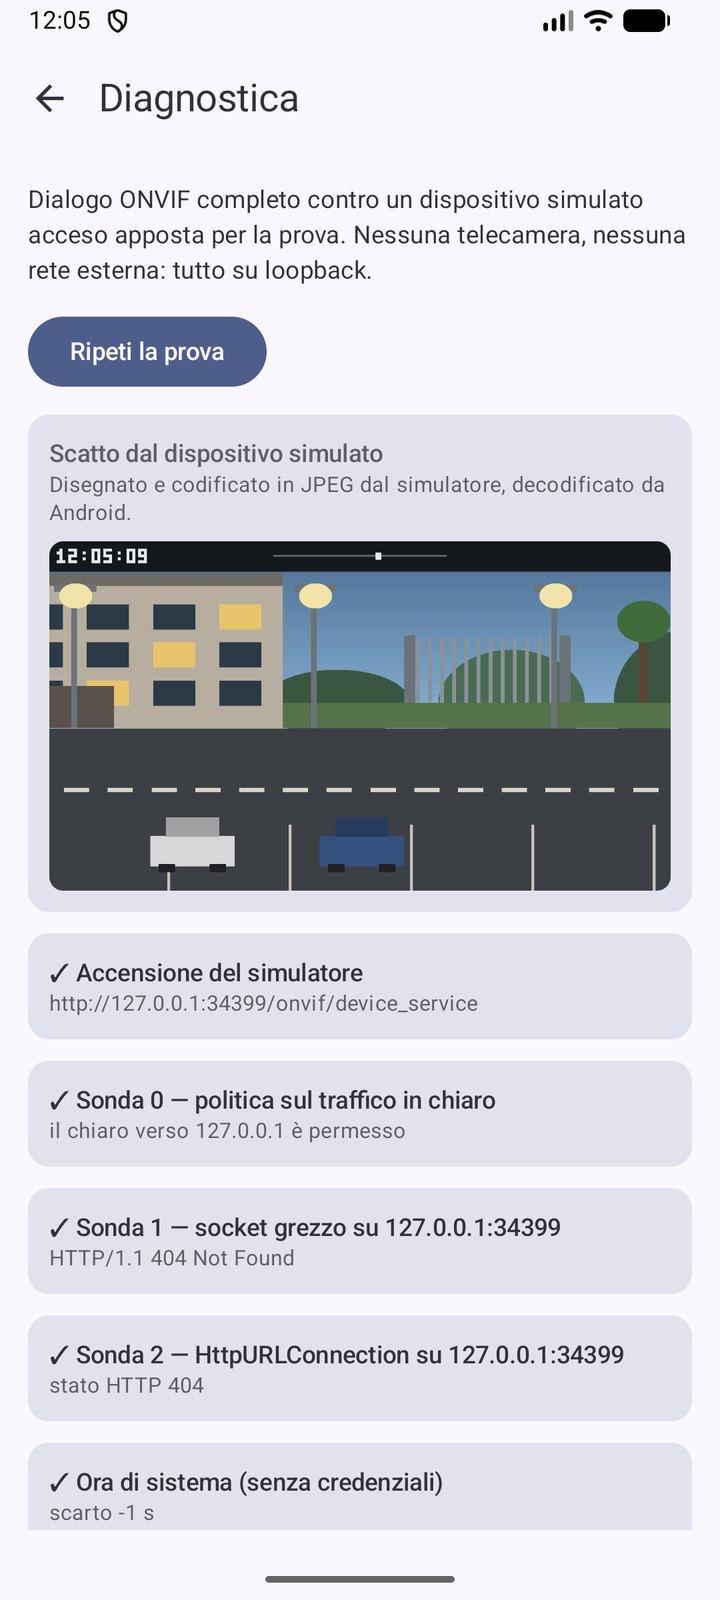 12:05
Diagnostica
Dialogo ONVIF completo contro un dispositivo simulato
acceso apposta per la prova. Nessuna telecamera, nessuna
rete esterna: tutto su loopback.
Ripeti la prova
Scatto dal dispositivo simulato
Disegnato e codificato in JPEG dal simulatore, decodificato da
Android.
12:05:09
✓ Accensione del simulatore
http://127.0.0.1:34399/onvif/device_service
✓ Sonda 0 — politica sul traffico in chiaro
il chiaro verso 127.0.0.1 è permesso
✓ Sonda 1 — socket grezzo su 127.0.0.1:34399
HTTP/1.1 404 Not Found
✓ Sonda 2 — HttpURLConnection su 127.0.0.1:34399
stato HTTP 404
✓ Ora di sistema (senza credenziali)
scarto -1 s